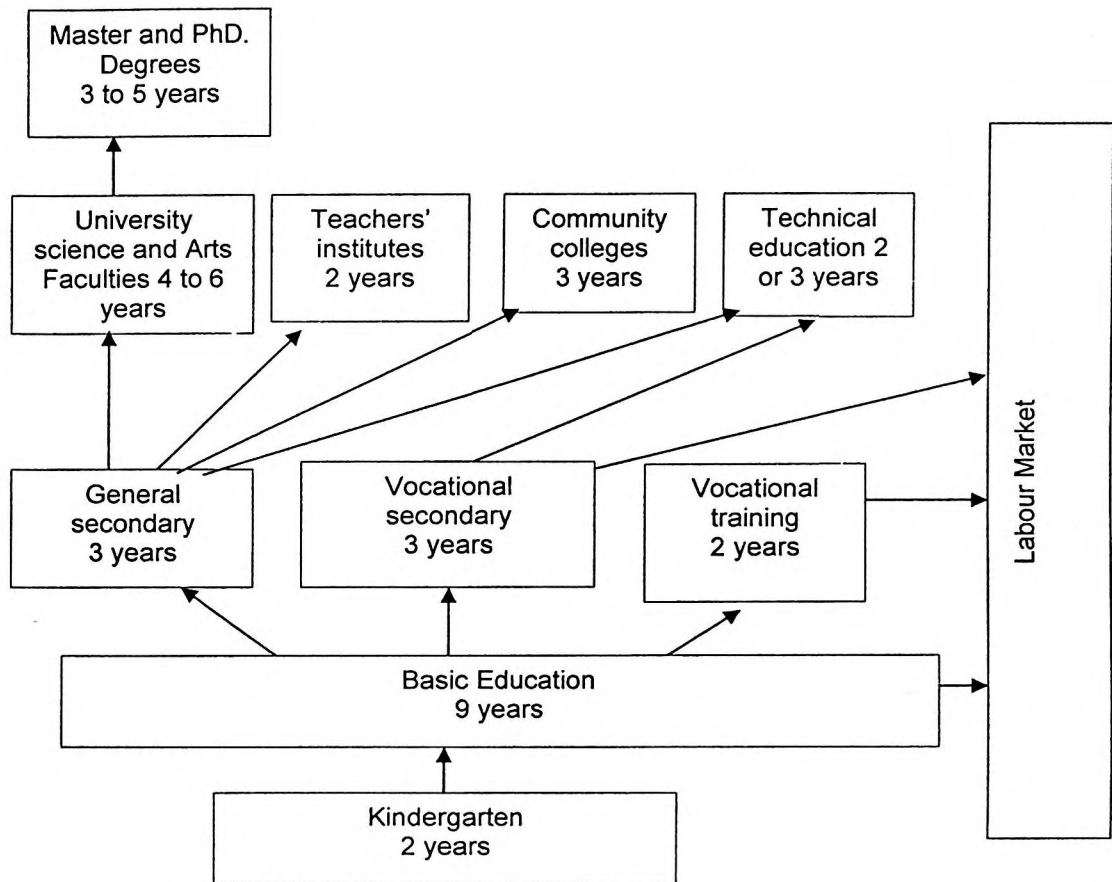 Master and PhD.
Degrees
3 to 5 years
University
science and Arts
Faculties 4 to 6
years
Teachers'
institutes
2 years
Community
colleges
3 years
Technical
education 2
or 3 years
General
secondary
3 years
Vocational
secondary
3 years
Vocational
training
2 years
Labour Market
Basic Education
9 years
Kindergarten
2 years